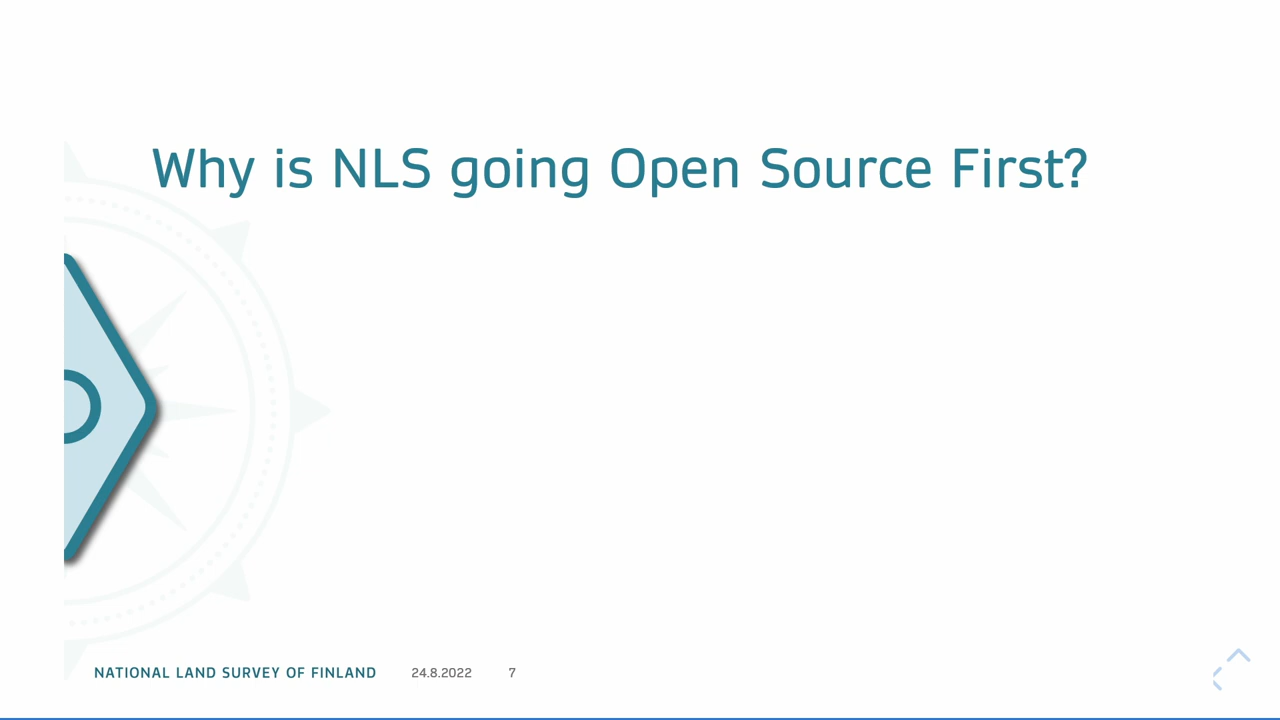 Why is NLS going Open Source First?
NATIONAL LAND SURVEY OF FINLAND 24.8.2022 7